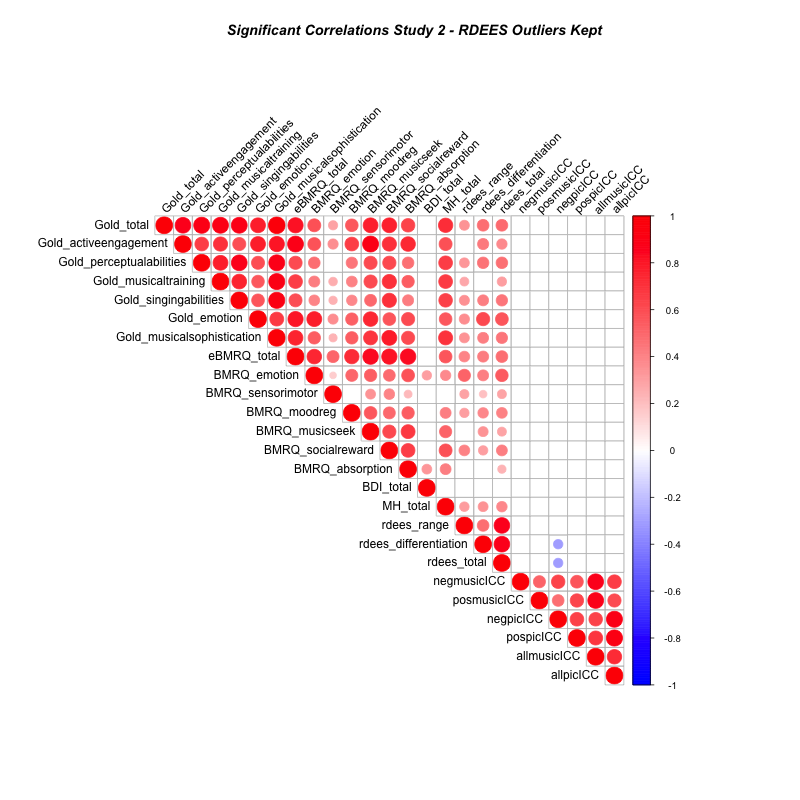 Significant Correlations Study 2 - RDEES Outliers Kept
Gold_total
Gold_activeengagement
Gold_perceptualabilities
Gold_musicaltraining
Gold_singingabilities
Gold_emotion
Gold_musicalsophistication
eBMRQ_total
BMRQ_emotion
BMRQ_sensorimotor
BMRQ_moodreg
BMRQ_musicseek
BMRQ_socialreward
BMRQ_absorption
BDI_total
MH_total
rdees_range
rdees_differentiation
rdees_total
negmusicICC
posmusicICC
negpicICC
pospicICC
allmusicICC
allpicICC
Gold_total
Gold_activeengagement
Gold_perceptualabilities
Gold_musicaltraining
Gold_singingabilities
Gold_emotion
Gold_musicalsophistication
eBMRQ_total
BMRQ_emotion
BMRQ_sensorimotor
BMRQ_moodreg
BMRQ_musicseek
BMRQ_socialreward
BMRQ_absorption
BDI_total
MH_total
rdees_range
rdees_differentiation
rdees_total
negmusicICC
posmusicICC
negpicICC
pospicICC
allmusicICC
allpicICC
1
0.8
0.6
0.4
0.2
0
-0.2
-0.4
-0.6
-0.8
-1